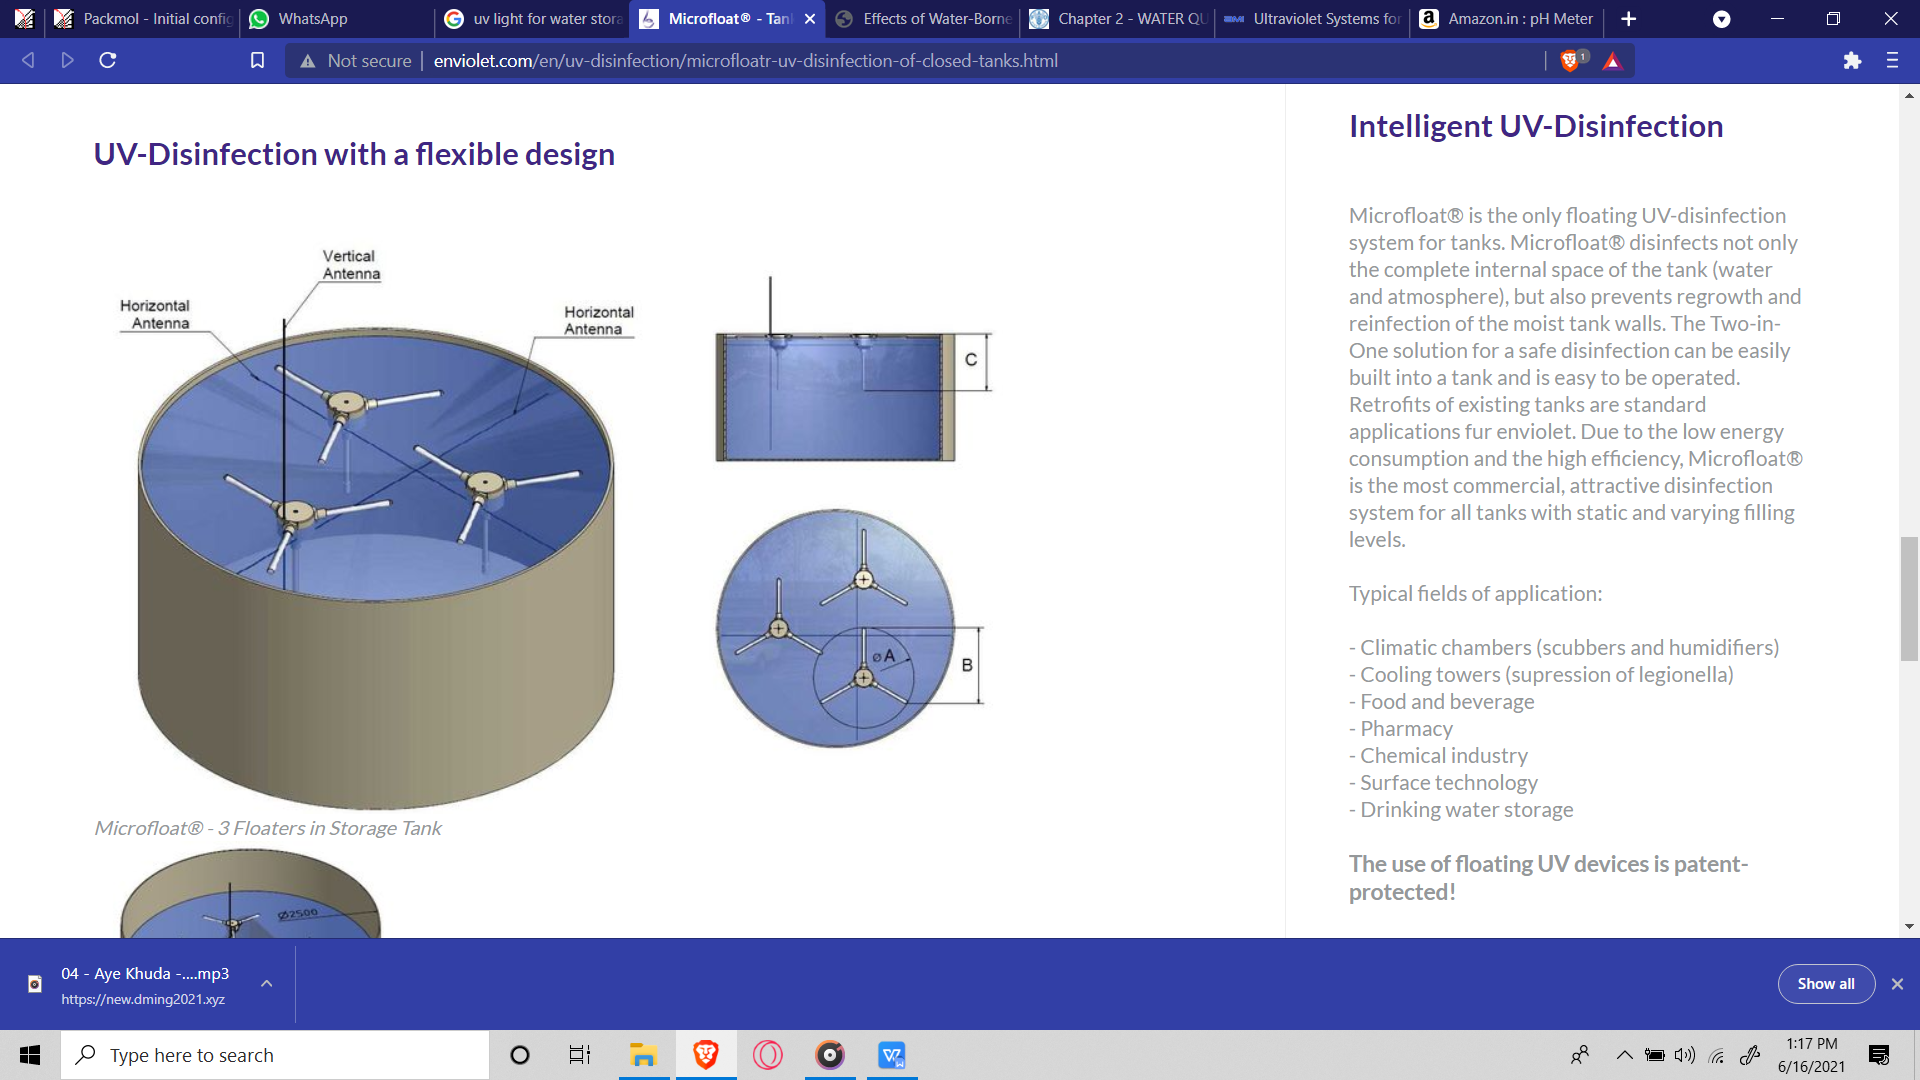 Packmol - Initial config
WhatsApp
uv light for water stora
Microfloat® - Tan
Effects of Water-Borne
Chapter 2 - WATER QU
Ultraviolet Systems for
Amazon.in : pH Meter
Not secure
enviolet.com/en/uv-disinfection/microfloatr-uv-disinfection-of-closed-tanks.html
1
UV-Disinfection with a flexible design
Vertical
Antenna
Horizontal
Antenna
Horizontal
Antenna
C
øA
B
Microfloat® - 3 Floaters in Storage Tank
Ø2500
Intelligent UV-Disinfection
Microfloat® is the only floating UV-disinfection
system for tanks. Microfloat® disinfects not only
the complete internal space of the tank (water
and atmosphere), but also prevents regrowth and
reinfection of the moist tank walls. The Two-in-
One solution for a safe disinfection can be easily
built into a tank and is easy to be operated.
Retrofits of existing tanks are standard
applications fur enviolet. Due to the low energy
consumption and the high efficiency, Microfloat®
is the most commercial, attractive disinfection
system for all tanks with static and varying filling
levels.
Typical fields of application:
- Climatic chambers (scubbers and humidifiers)
- Cooling towers (supression of legionella)
- Food and beverage
- Pharmacy
- Chemical industry
- Surface technology
- Drinking water storage
The use of floating UV devices is patent-
protected!
04 - Aye Khuda -....mp3
https://new.dming2021.xyz
Show all
Type here to search
1:17 PM
6/16/2021